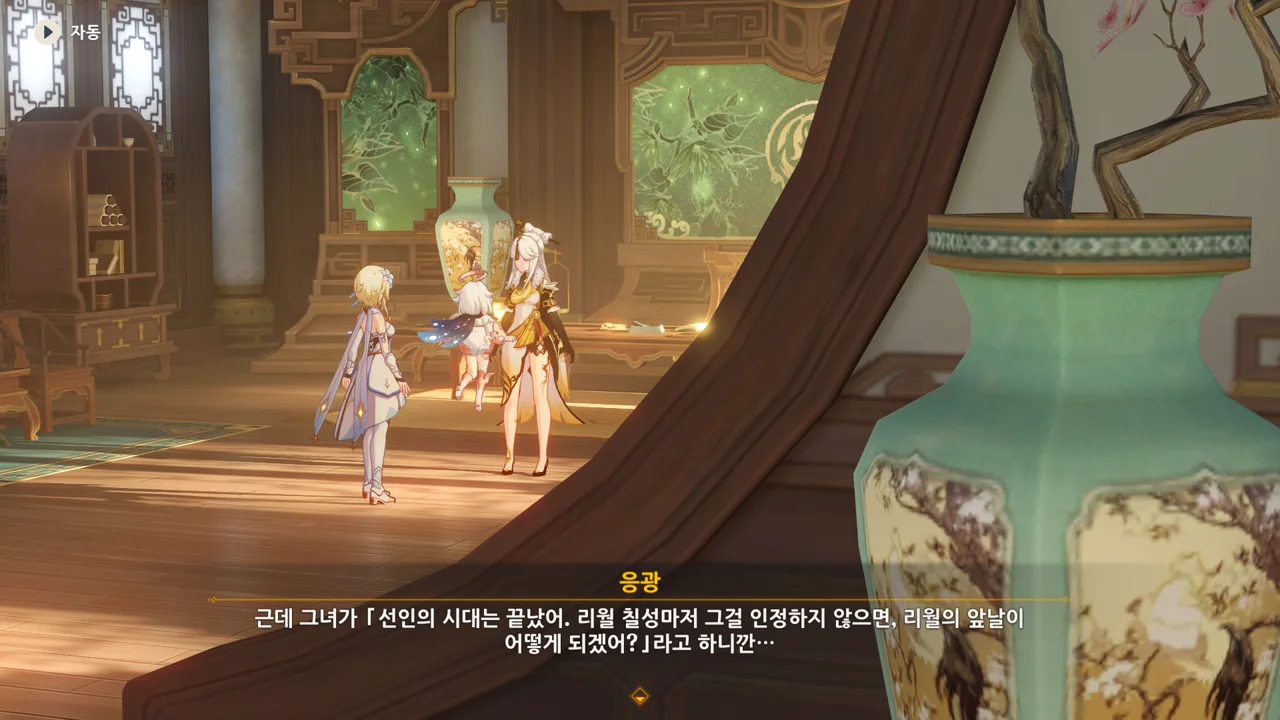 자동
응광
근데 그녀가 「선인의 시대는 끝났어. 리월 칠성마저 그걸 인정하지 않으면, 리월의 앞날이
어떻게 되겠어?」라고 하니깐…